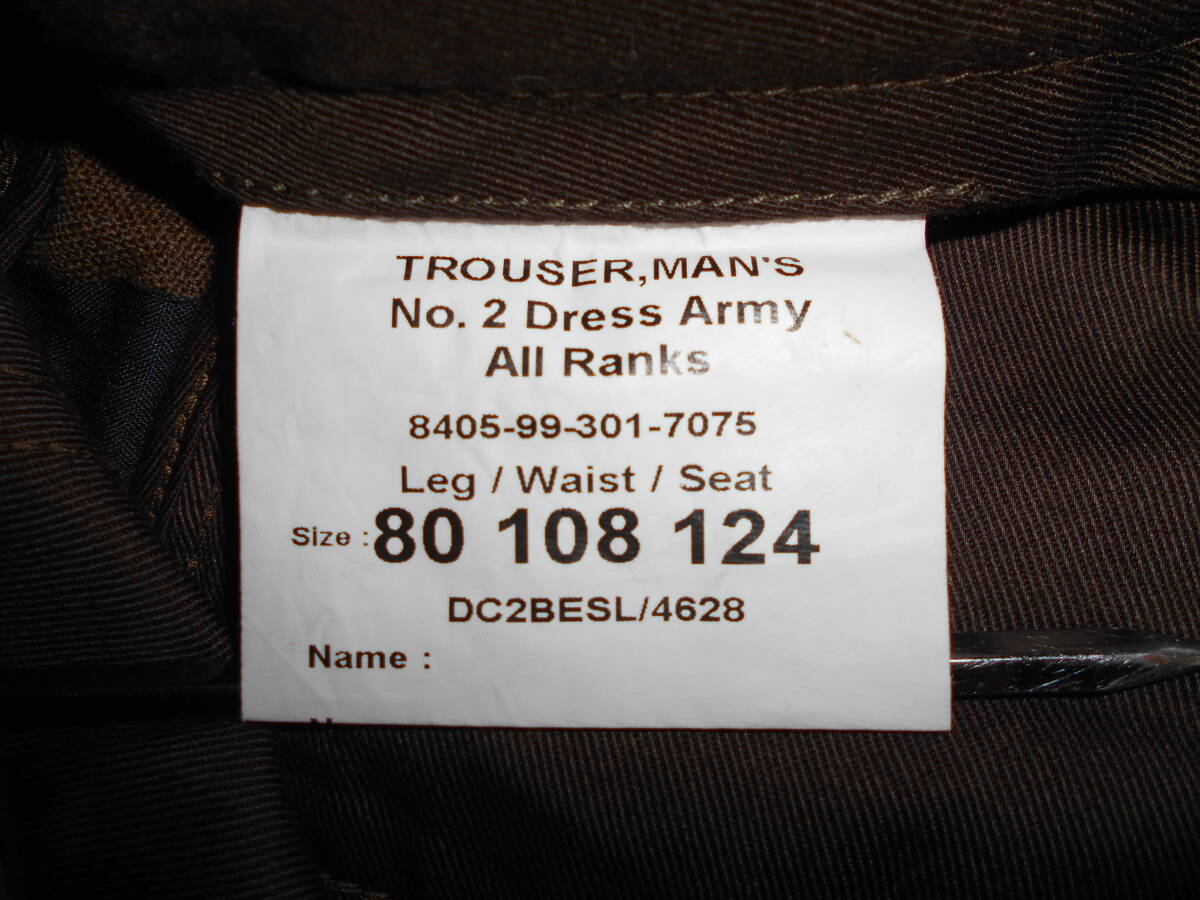 TROUSER,MAN'S
No. 2 Dress Army
All Ranks
8405-99-301-7075
Leg / Waist / Seat
Size : 80 108 124
DC2BESL/4628
Name :